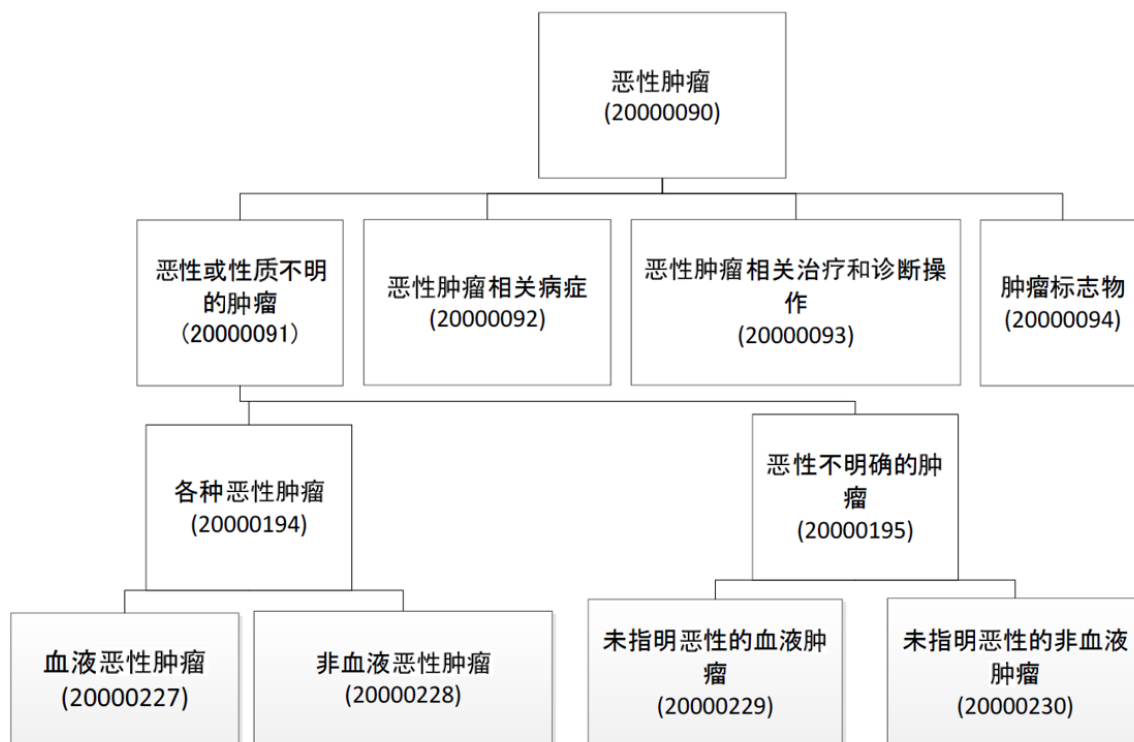 恶性肿瘤
(20000090)
恶性或性质不明
的肿瘤
（20000091）
恶性肿瘤相关病症
(20000092)
恶性肿瘤相关治疗和诊断操
作
(20000093)
肿瘤标志物
(20000094)
各种恶性肿瘤
(20000194)
恶性不明确的肿
瘤
(20000195)
血液恶性肿瘤
(20000227)
非血液恶性肿瘤
(20000228)
未指明恶性的血液肿
瘤
(20000229)
未指明恶性的非血液
肿瘤
(20000230)